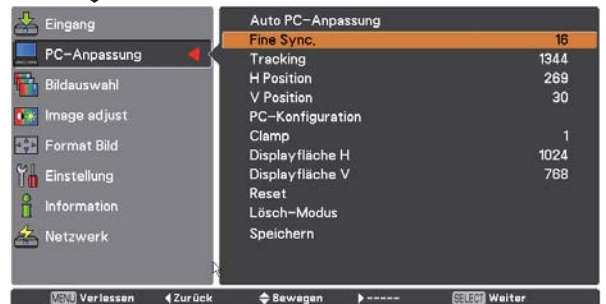 Eingang
PC-Anpassung
Bildauswahl
Image adjust
Format Bild
Einstellung
Information
Netzwerk
Auto PC-Anpassung
Fine Sync. 16
Tracking 1344
H Position 269
V Position 30
PC-Konfiguration
Clamp 1
Displayfläche H 1024
Displayfläche V 768
Reset
Lösch-Modus
Speichern
MENU Verlassen Zurück Bewegen ----- SELECT Weiter